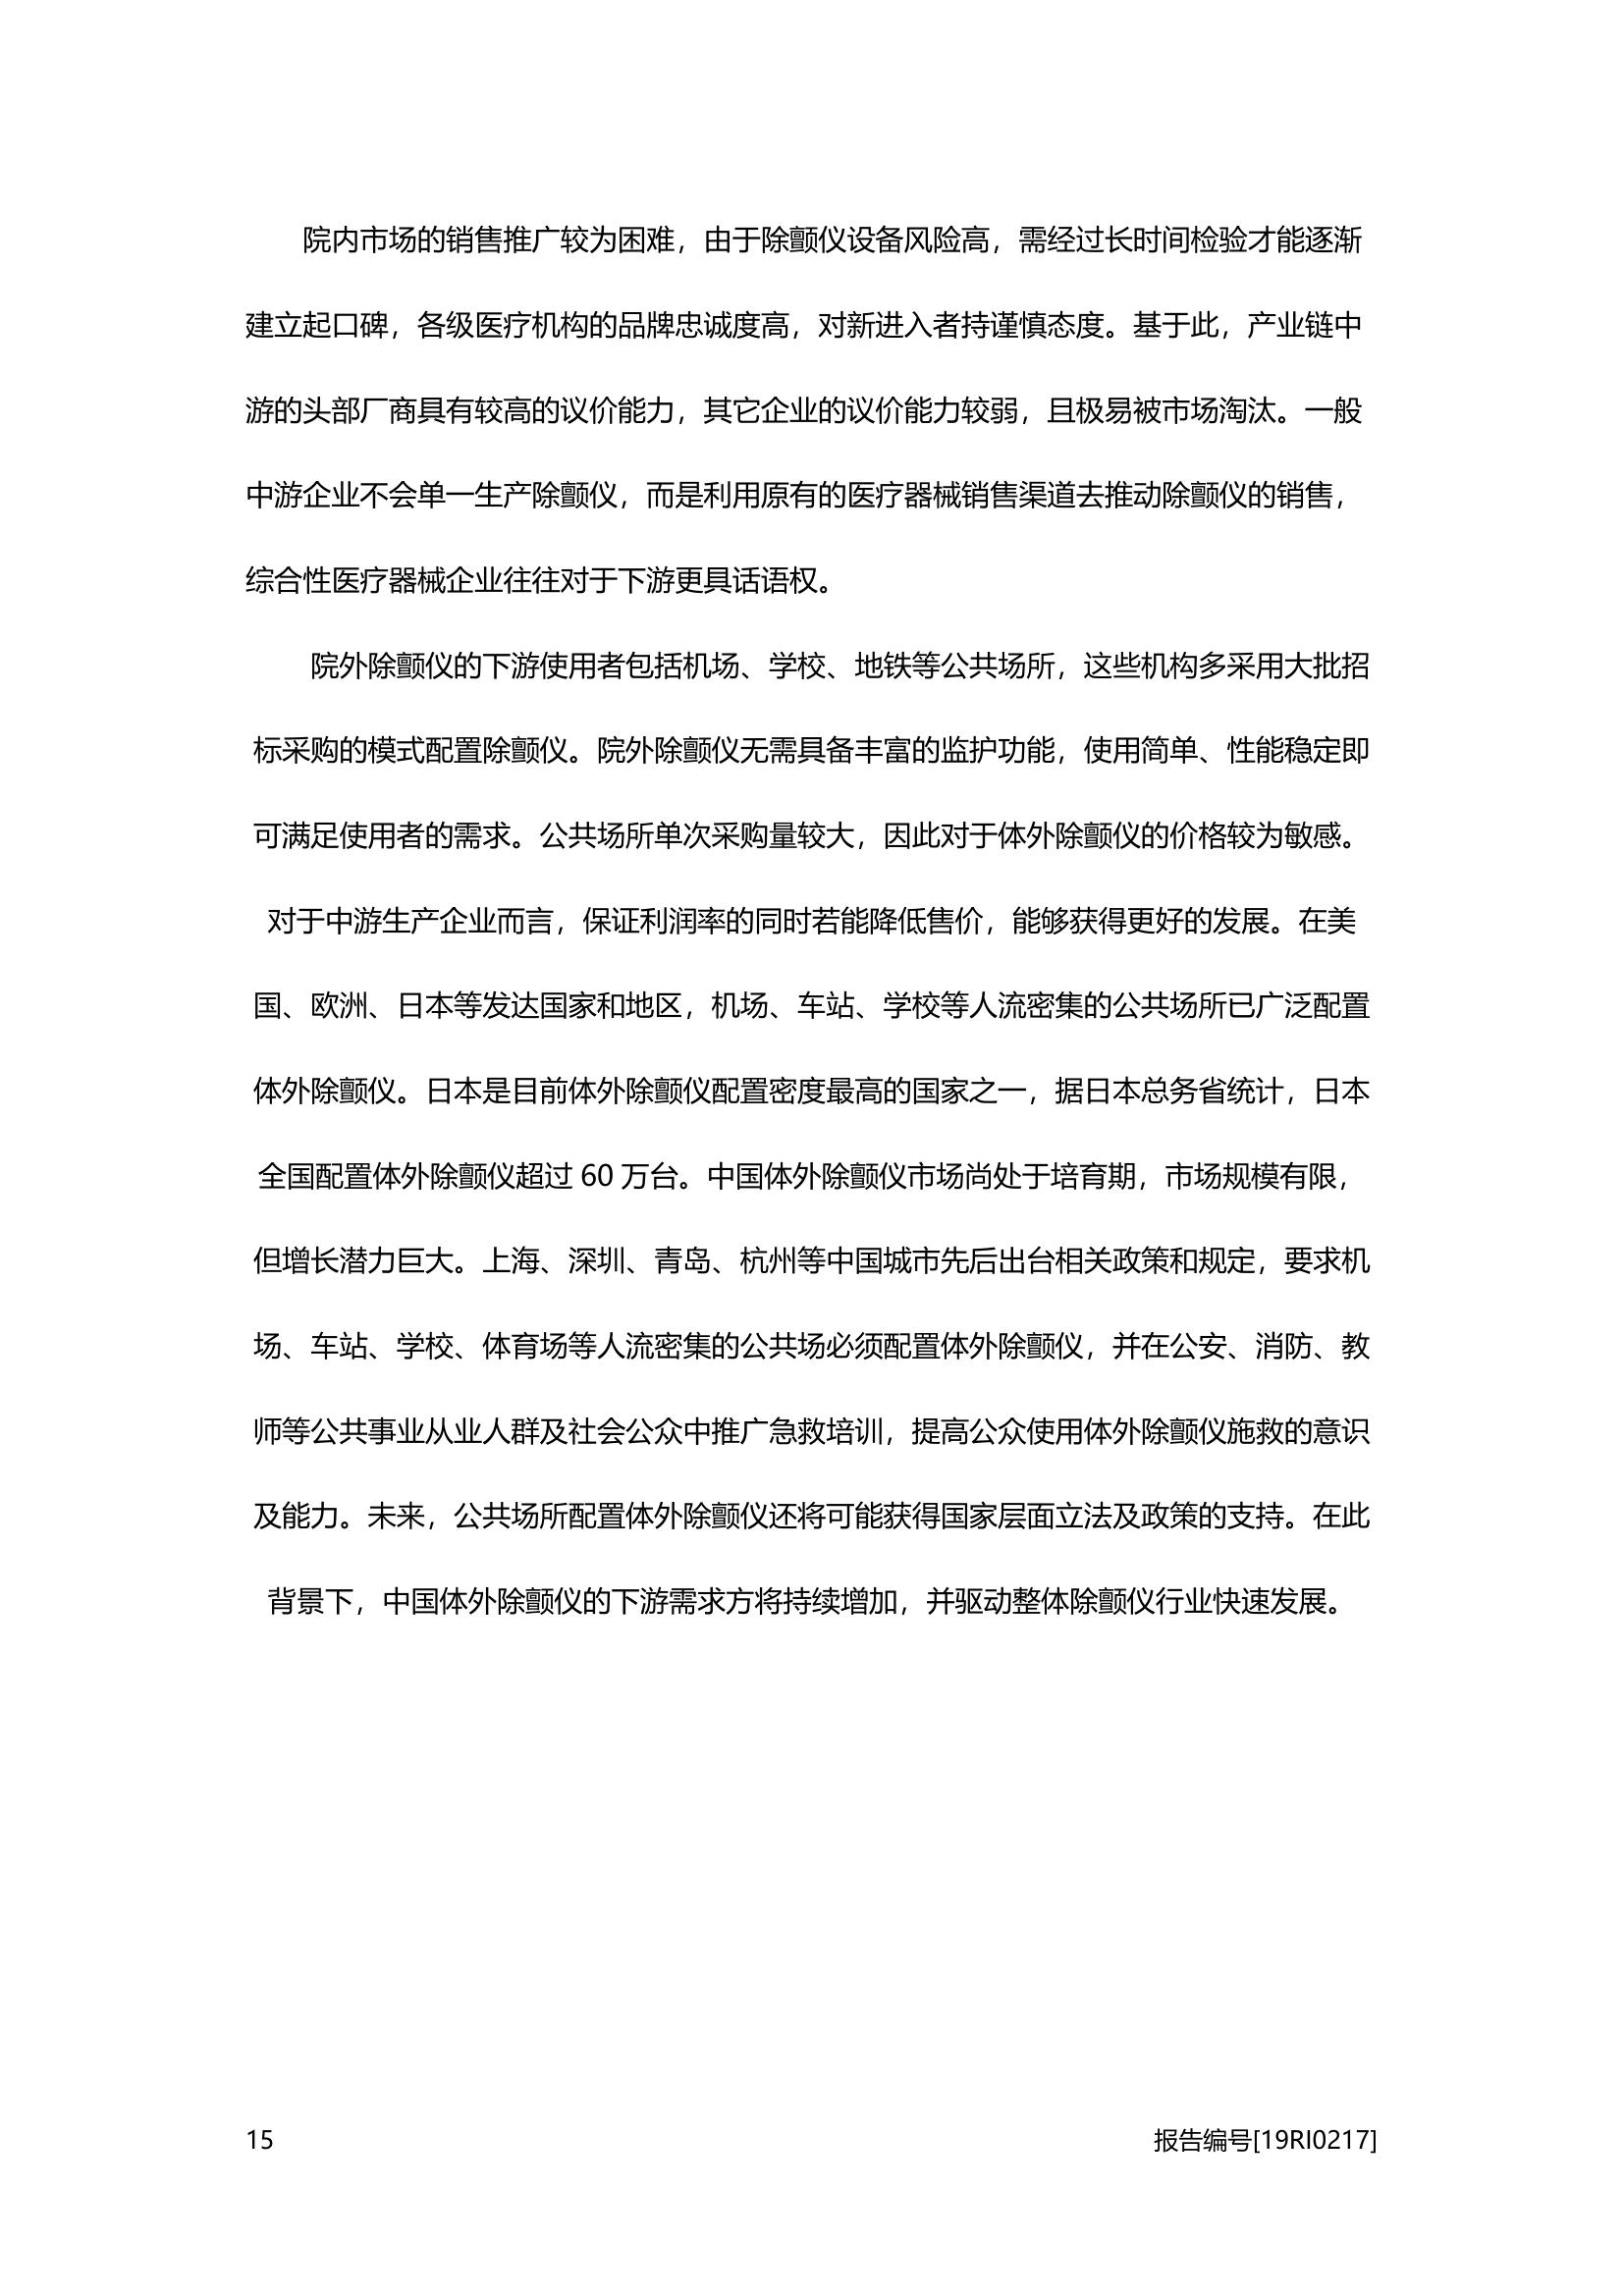 院内市场的销售推广较为困难，由于除颤仪设备风险高，需经过长时间检验才能逐渐
建立起口碑，各级医疗机构的品牌忠诚度高，对新进入者持谨慎态度。基于此，产业链中
游的头部厂商具有较高的议价能力，其它企业的议价能力较弱，且极易被市场淘汰。一般
中游企业不会单一生产除颤仪，而是利用原有的医疗器械销售渠道去推动除颤仪的销售，
综合性医疗器械企业往往对于下游更具话语权。
院外除颤仪的下游使用者包括机场、学校、地铁等公共场所，这些机构多采用大批招
标采购的模式配置除颤仪。院外除颤仪无需具备丰富的监护功能，使用简单、性能稳定即
可满足使用者的需求。公共场所单次采购量较大，因此对于体外除颤仪的价格较为敏感。
对于中游生产企业而言，保证利润率的同时若能降低售价，能够获得更好的发展。在美
国、欧洲、日本等发达国家和地区，机场、车站、学校等人流密集的公共场所已广泛配置
体外除颤仪。日本是目前体外除颤仪配置密度最高的国家之一，据日本总务省统计，日本
全国配置体外除颤仪超过 60 万台。中国体外除颤仪市场尚处于培育期，市场规模有限，
但增长潜力巨大。上海、深圳、青岛、杭州等中国城市先后出台相关政策和规定，要求机
场、车站、学校、体育场等人流密集的公共场必须配置体外除颤仪，并在公安、消防、教
师等公共事业从业人群及社会公众中推广急救培训，提高公众使用体外除颤仪施救的意识
及能力。未来，公共场所配置体外除颤仪还将可能获得国家层面立法及政策的支持。在此
背景下，中国体外除颤仪的下游需求方将持续增加，并驱动整体除颤仪行业快速发展。
15 报告编号[19RI0217]